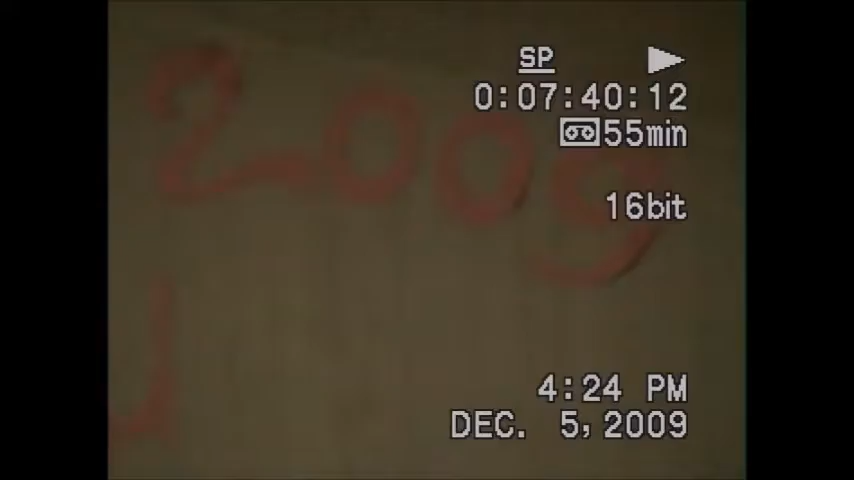 SP
0:07:40:12
55min
2009
16bit
4:24 PM
DEC. 5, 2009